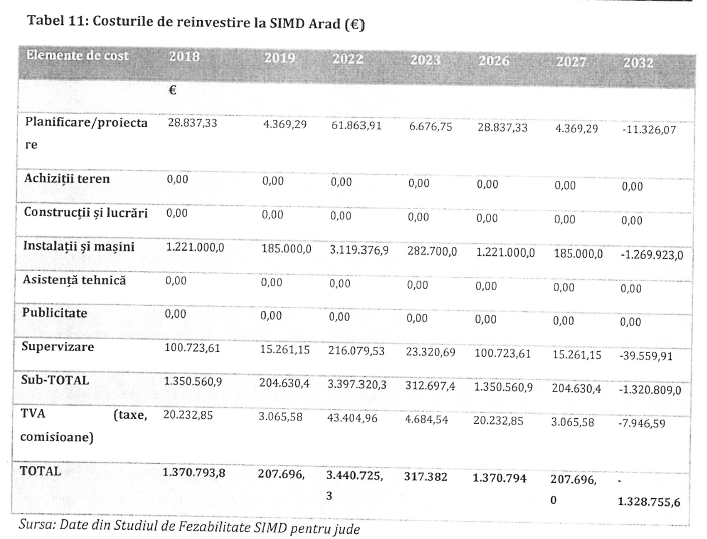 Tabel 11: Costurile de reinvestire la SIMD Arad (€)
Elemente de cost 2018 2019 2022 2023 2026 2027 2032
€
Planificare/proiecta 28.837,33 4.369,29 61.863,91 6.676,75 28.837,33 4.369,29 -11.326,07
re
Achiziții teren 0,00 0,00 0,00 0,00 0,00 0,00 0,00
Construcții și lucrări 0,00 0,00 0,00 0,00 0,00 0,00 0,00
Instalații și mașini 1.221.000,0 185.000,0 3.119.376,9 282.700,0 1.221.000,0 185.000,0 -1.269.923,0
Asistență tehnică 0,00 0,00 0,00 0,00 0,00 0,00 0,00
Publicitate 0,00 0,00 0,00 0,00 0,00 0,00 0,00
Supervizare 100.723,61 15.261,15 216.079,53 23.320,69 100.723,61 15.261,15 -39.559,91
Sub-TOTAL 1.350.560,9 204.630,4 3.397.320,3 312.697,4 1.350.560,9 204.630,4 -1.320.809,0
TVA (taxe, 20.232,85 3.065,58 43.404,96 4.684,54 20.232,85 3.065,58 -7.946,59
comisioane)
TOTAL 1.370.793,8 207.696, 3.440.725, 317.382 1.370.794 207.696, -
3 0 1.328.755,6
Sursa: Date din Studiul de Fezabilitate SIMD pentru jude